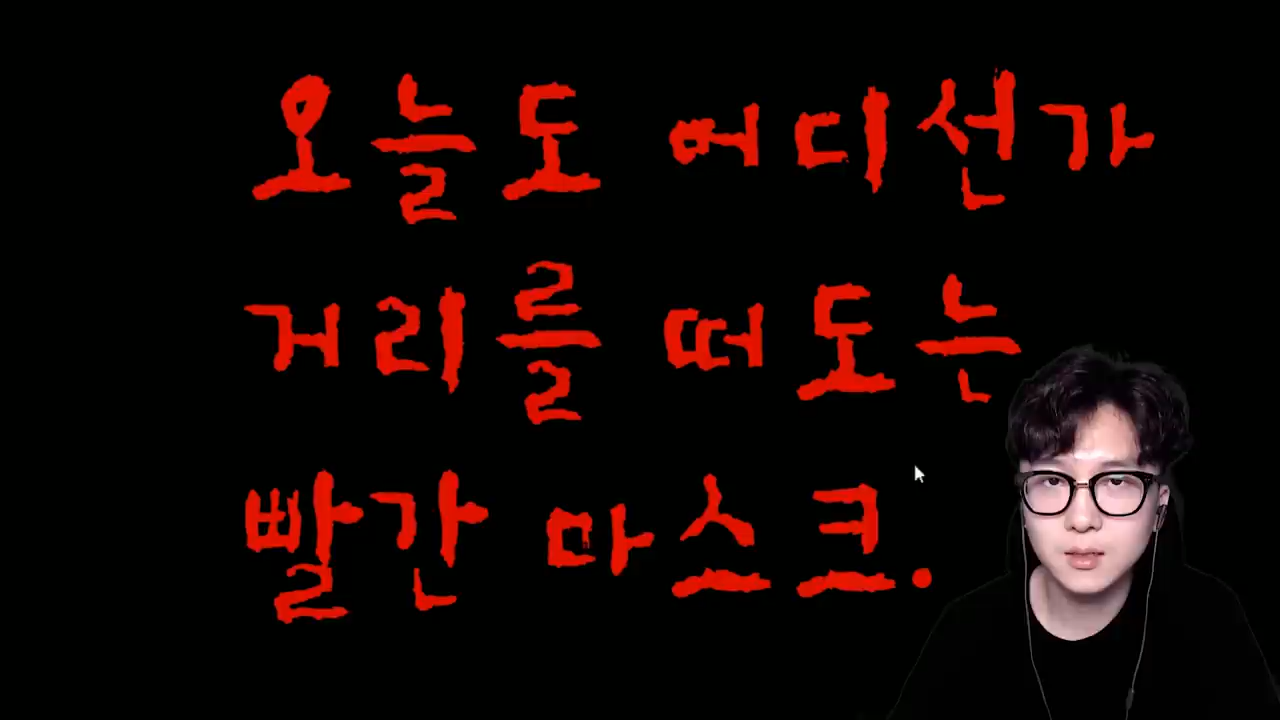 오늘도 어디선가
거리를 떠도는
빨간 마스크.